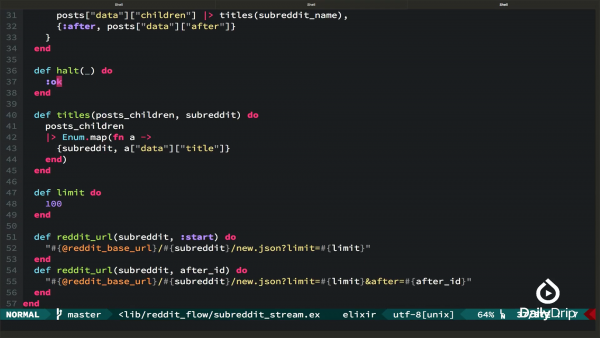 Shell Shell Shell
31 posts["data"]["children"] |> titles(subreddit_name),
32 {:after, posts["data"]["after"]}
33 }
34 end
35
36 def halt(_) do
37 :ok
38 end
39
40 def titles(posts_children, subreddit) do
41 posts_children
42 |> Enum.map(fn a ->
43 {subreddit, a["data"]["title"]}
44 end)
45 end
46
47 def limit do
48 100
49 end
50
51 def reddit_url(subreddit, :start) do
52 "#{@reddit_base_url}/#{subreddit}/new.json?limit=#{limit}"
53 end
54 def reddit_url(subreddit, after_id) do
55 "#{@reddit_base_url}/#{subreddit}/new.json?limit=#{limit}&after=#{after_id}"
56 end
57 end
NORMAL master <lib/reddit_flow/subreddit_stream.ex elixir utf-8[unix] 64%
DailyDrip